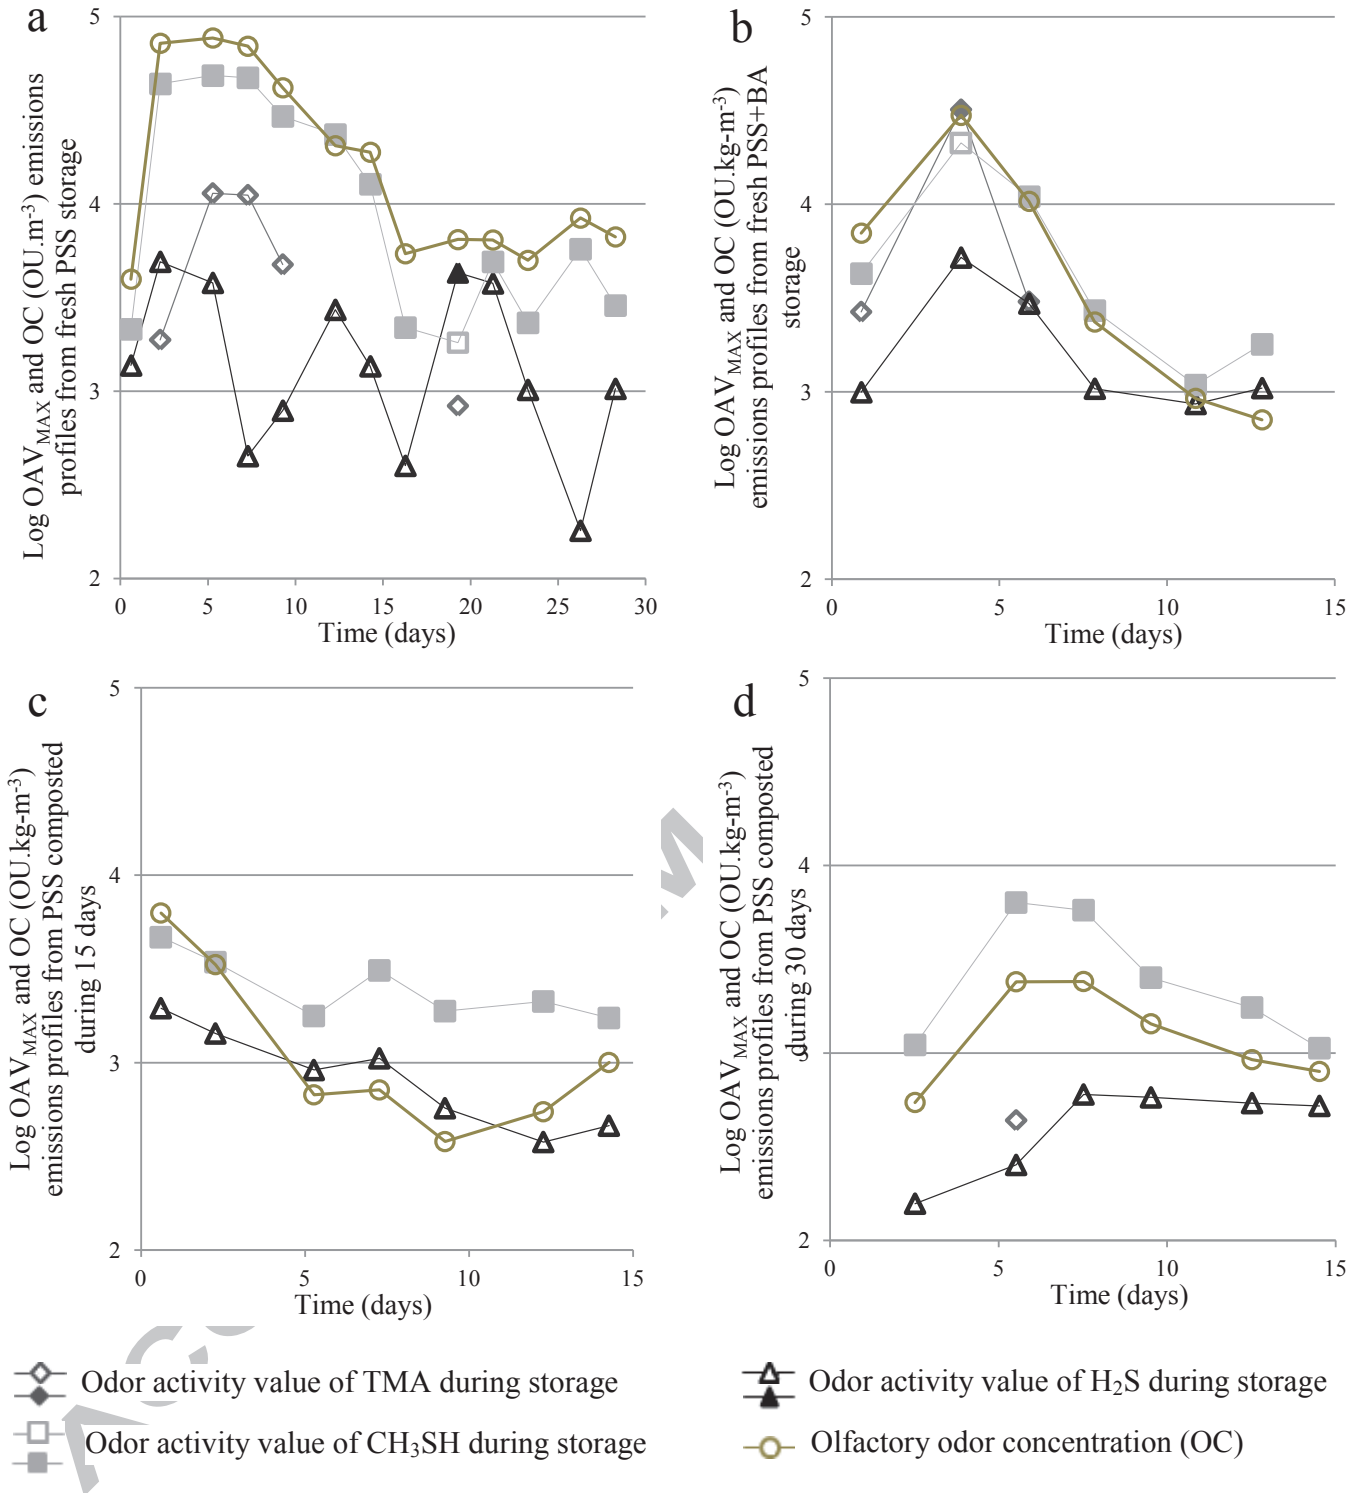 a
Log OAV_MAX and OC (OU.m-3) emissions
profiles from fresh PSS storage
5
4
3
2
0 5 10 15 20 25 30
Time (days)
b
Log OAV_MAX and OC (OU.kg-m-3)
emissions profiles from fresh PSS+BA
storage
5
4
3
2
0 5 10 15
Time (days)
c
Log OAV_MAX and OC (OU.kg-m-3)
emissions profiles from PSS composted
during 15 days
5
4
3
2
0 5 10 15
Time (days)
d
Log OAV_MAX and OC (OU.kg-m-3)
emissions profiles from PSS composted
during 30 days
5
4
3
2
0 5 10 15
Time (days)
Odor activity value of TMA during storage
Odor activity value of CH3SH during storage
Odor activity value of H2S during storage
Olfactory odor concentration (OC)